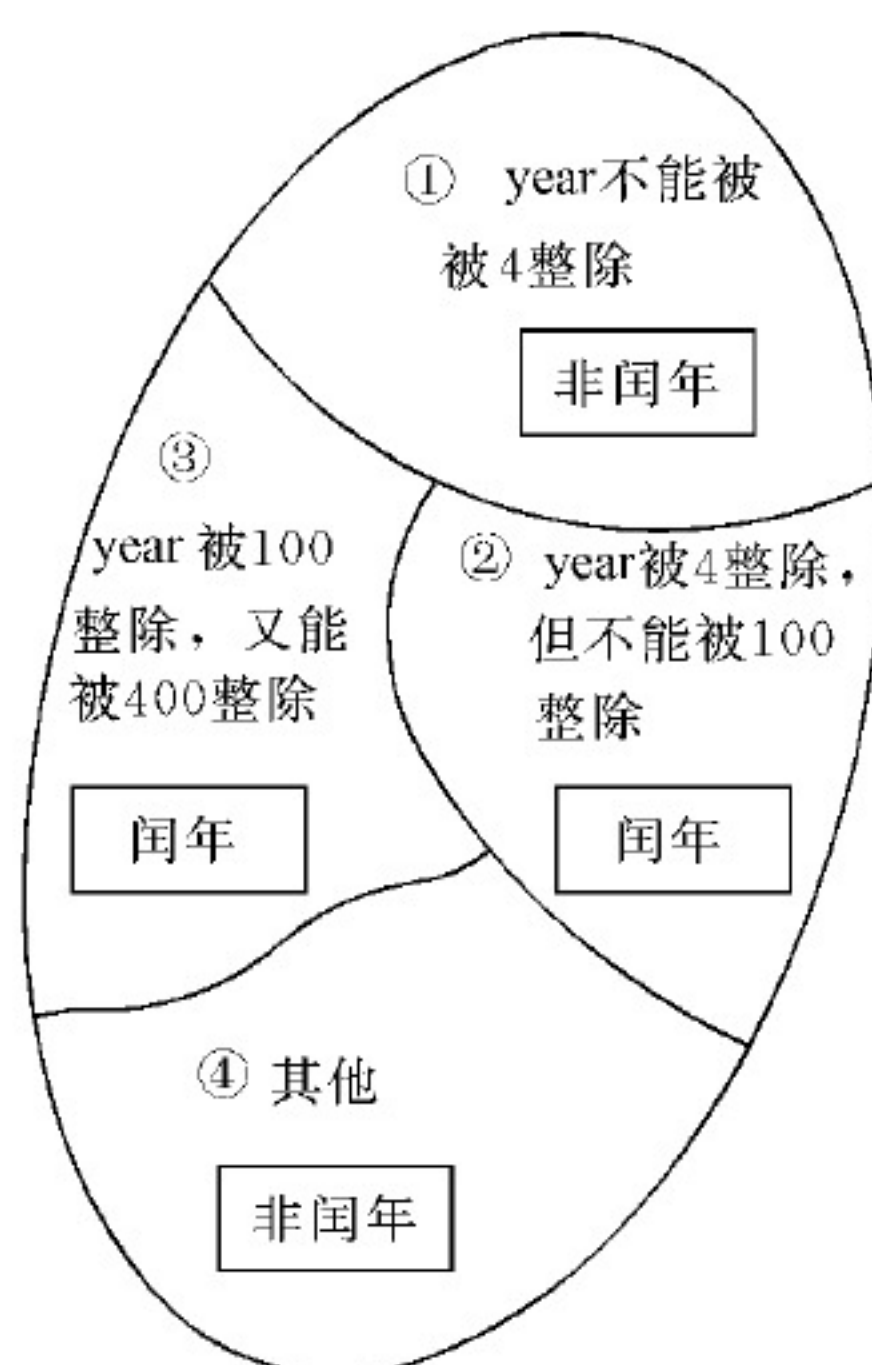 ① year不能被
被4整除
非闰年
③
year 被100
整除，又能
被400整除
闰年
② year被4整除，
但不能被100
整除
闰年
④ 其他
非闰年